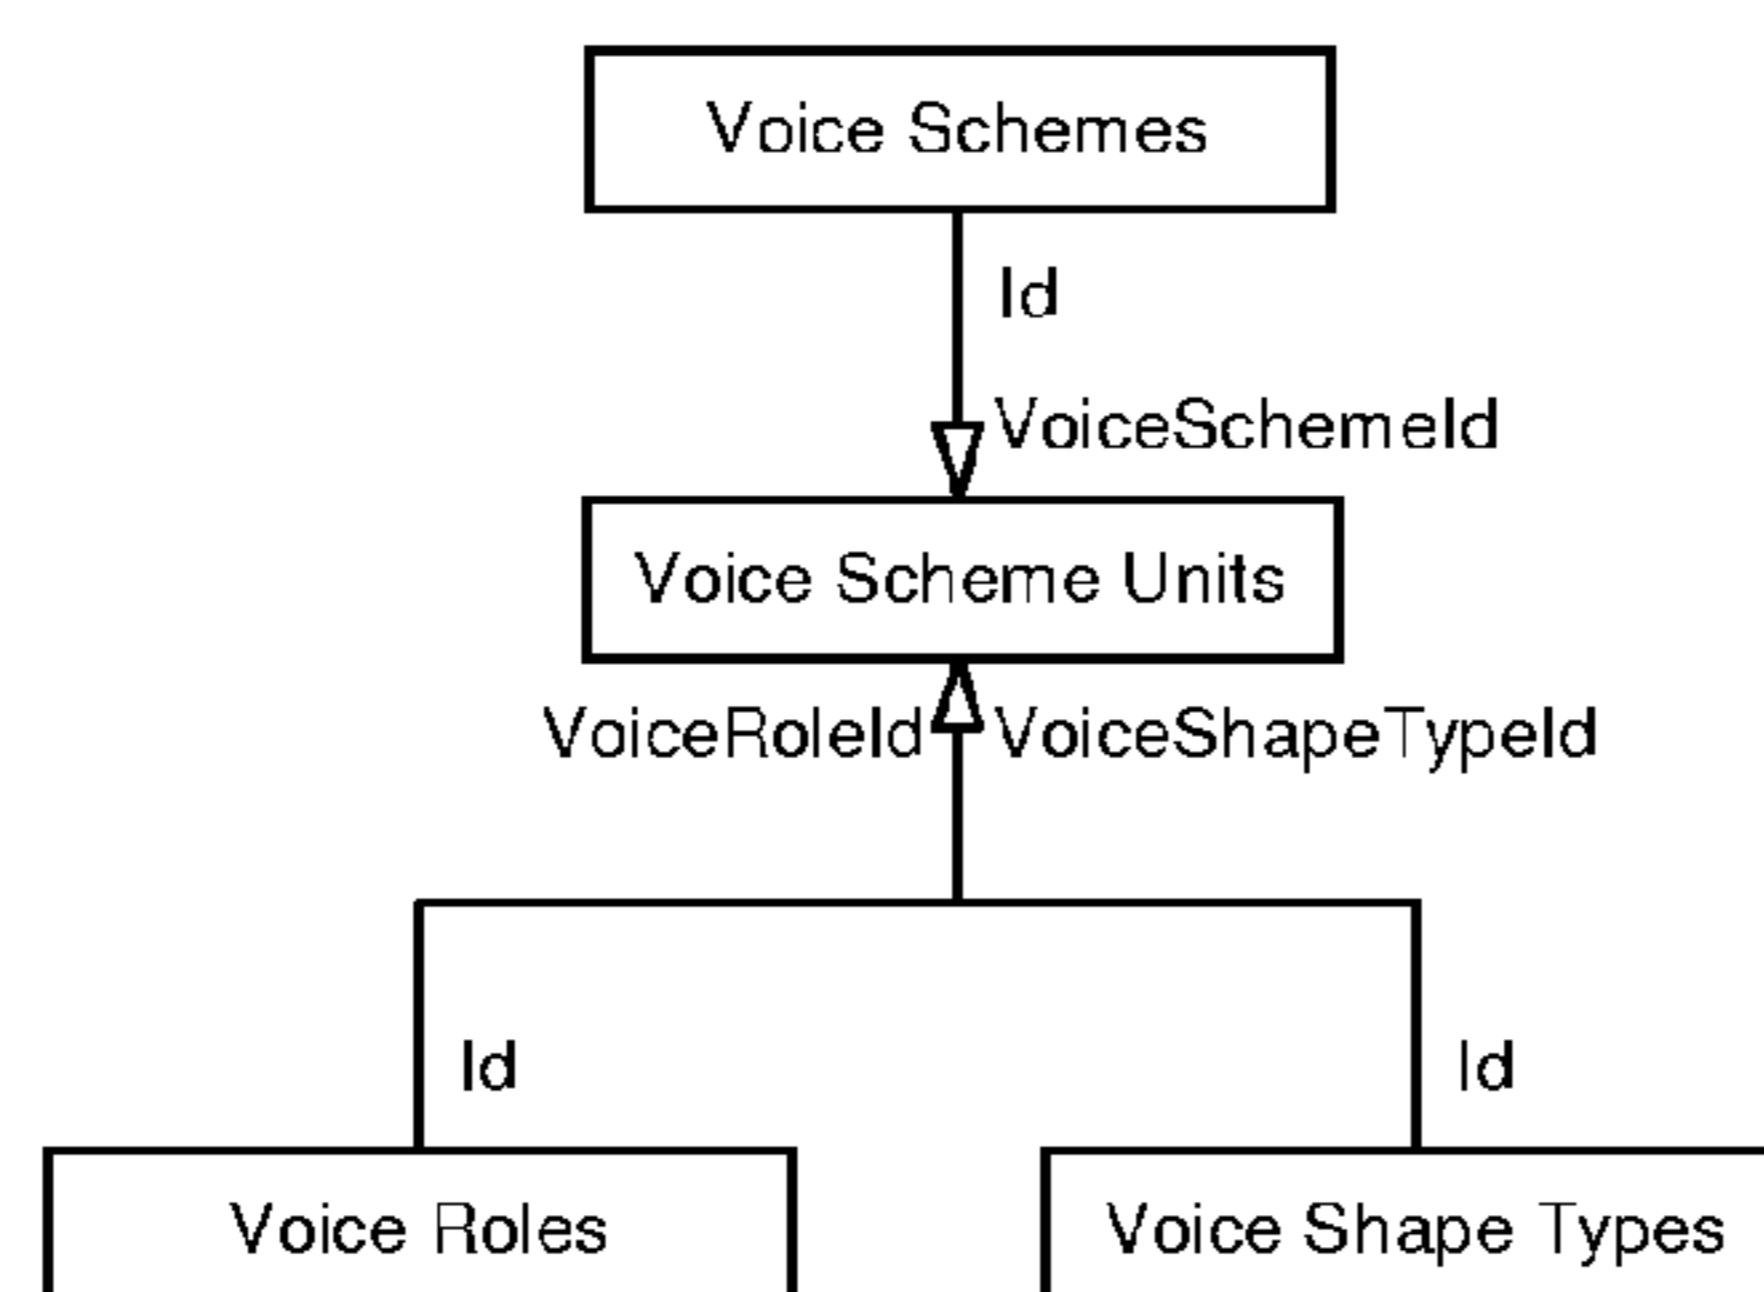 Voice Schemes
Id
VoiceSchemeId
Voice Scheme Units
VoiceRoleId VoiceShapeTypeId
Id Id
Voice Roles Voice Shape Types